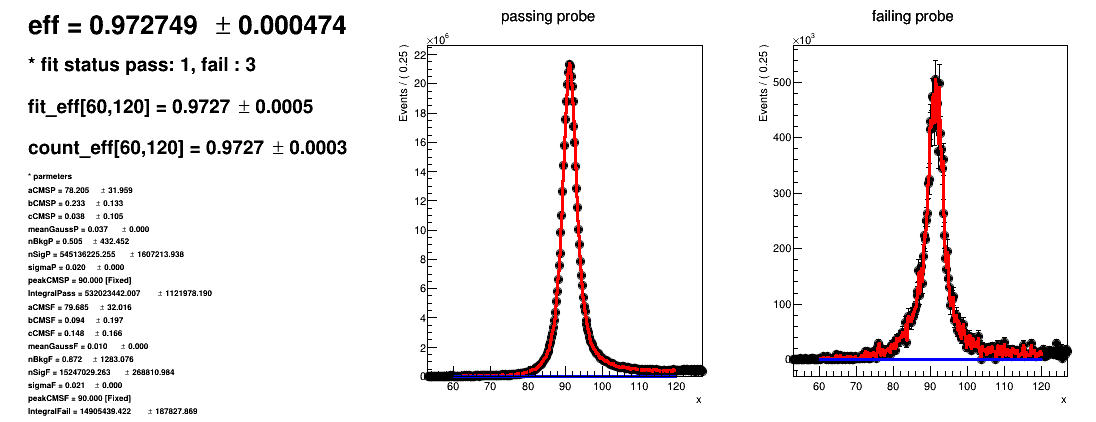 eff = 0.972749 ± 0.000474
* fit status pass: 1, fail : 3
fit_eff[60,120] = 0.9727 ± 0.0005
count_eff[60,120] = 0.9727 ± 0.0003
* parmeters
aCMSP = 78.205 ± 31.959
bCMSP = 0.233 ± 0.133
cCMSP = 0.038 ± 0.105
meanGaussP = 0.037 ± 0.000
nBkgP = 0.505 ± 432.452
nSigP = 545136225.255 ± 1607213.938
sigmaP = 0.020 ± 0.000
peakCMSP = 90.000 [Fixed]
IntegralPass = 532023442.007 ± 1121978.190
aCMSF = 79.685 ± 32.016
bCMSF = 0.094 ± 0.197
cCMSF = 0.148 ± 0.166
meanGaussF = 0.010 ± 0.000
nBkgF = 0.872 ± 1283.076
nSigF = 15247029.263 ± 268810.984
sigmaF = 0.021 ± 0.000
peakCMSF = 90.000 [Fixed]
IntegralFail = 14905439.422 ± 187827.869
passing probe
×10⁶
Events / ( 0.25 )
22
20
18
16
14
12
10
8
6
4
2
0
60 70 80 90 100 110 120
x
failing probe
×10³
Events / ( 0.25 )
500
400
300
200
100
0
60 70 80 90 100 110 120
x